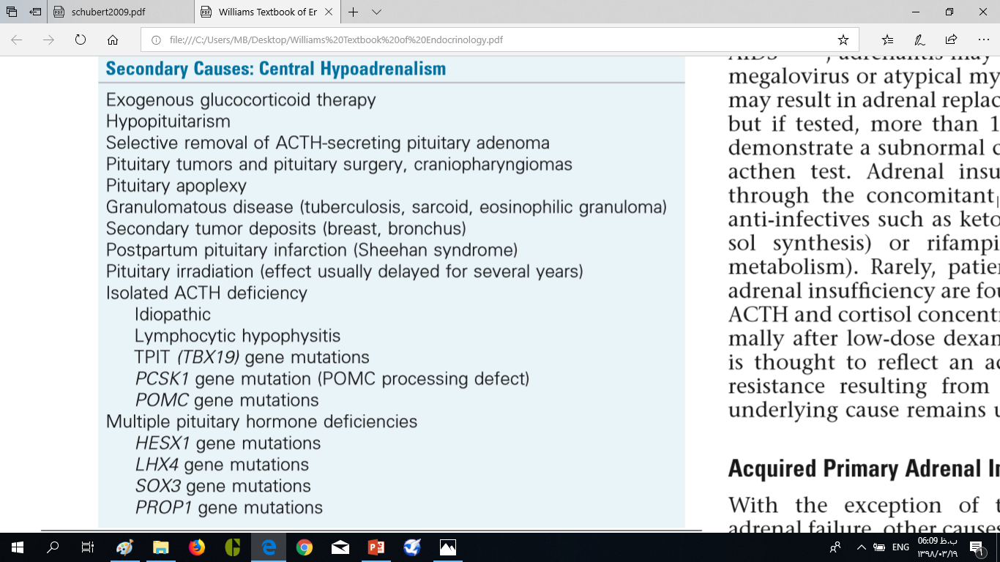 schubert2009.pdf
Williams Textbook of Er
file:///C:/Users/MB/Desktop/Williams%20Textbook%20of%20Endocrinology.pdf
Secondary Causes: Central Hypoadrenalism
Exogenous glucocorticoid therapy
Hypopituitarism
Selective removal of ACTH-secreting pituitary adenoma
Pituitary tumors and pituitary surgery, craniopharyngiomas
Pituitary apoplexy
Granulomatous disease (tuberculosis, sarcoid, eosinophilic granuloma)
Secondary tumor deposits (breast, bronchus)
Postpartum pituitary infarction (Sheehan syndrome)
Pituitary irradiation (effect usually delayed for several years)
Isolated ACTH deficiency
Idiopathic
Lymphocytic hypophysitis
TPIT (TBX19) gene mutations
PCSK1 gene mutation (POMC processing defect)
POMC gene mutations
Multiple pituitary hormone deficiencies
HESX1 gene mutations
LHX4 gene mutations
SOX3 gene mutations
PROP1 gene mutations
megalovirus or atypical my
may result in adrenal replac
but if tested, more than 1
demonstrate a subnormal c
acthen test. Adrenal insu
through the concomitant
anti-infectives such as keto
sol synthesis) or rifampi
metabolism). Rarely, patien
adrenal insufficiency are fou
ACTH and cortisol concentr
mally after low-dose dexam
is thought to reflect an ac
resistance resulting from
underlying cause remains u
Acquired Primary Adrenal In
With the exception of t
adrenal failure, other causes
ENG
06:09 ب.ظ
۱۳۹۸/۰۳/۱۹
1